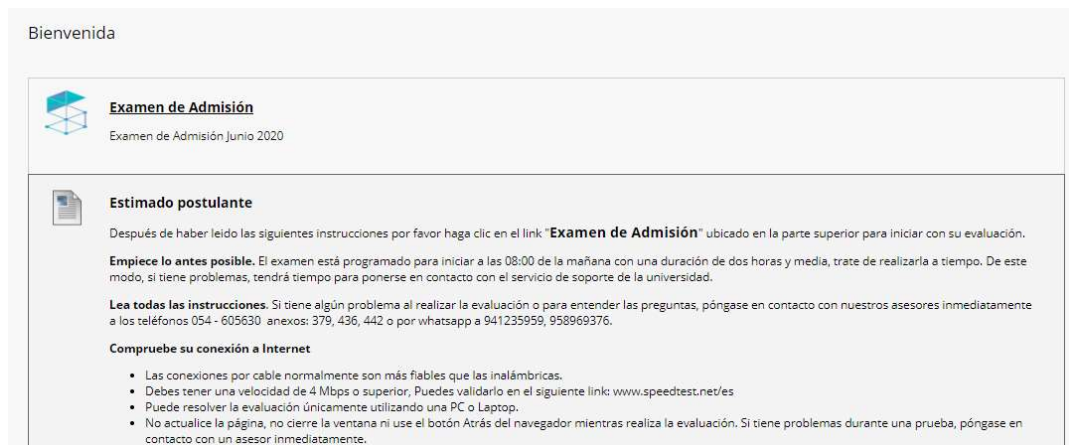 Bienvenida
Examen de Admisión
Examen de Admisión Junio 2020
Estimado postulante
Después de haber leido las siguientes instrucciones por favor haga clic en el link "Examen de Admisión" ubicado en la parte superior para iniciar con su evaluación.
Empiece lo antes posible. El examen está programado para iniciar a las 08:00 de la mañana con una duración de dos horas y media, trate de realizarla a tiempo. De este
modo, si tiene problemas, tendrá tiempo para ponerse en contacto con el servicio de soporte de la universidad.
Lea todas las instrucciones. Si tiene algún problema al realizar la evaluación o para entender las preguntas, póngase en contacto con nuestros asesores inmediatamente
a los teléfonos 054 - 605630 anexos: 379, 436, 442 o por whatsapp a 941235959, 958969376.
Compruebe su conexión a Internet
• Las conexiones por cable normalmente son más fiables que las inalámbricas.
• Debes tener una velocidad de 4 Mbps o superior, Puedes validarlo en el siguiente link: www.speedtest.net/es
• Puede resolver la evaluación únicamente utilizando una PC o Laptop.
• No actualice la página, no cierre la ventana ni use el botón Atrás del navegador mientras realiza la evaluación. Si tiene problemas durante una prueba, póngase en
contacto con un asesor inmediatamente.